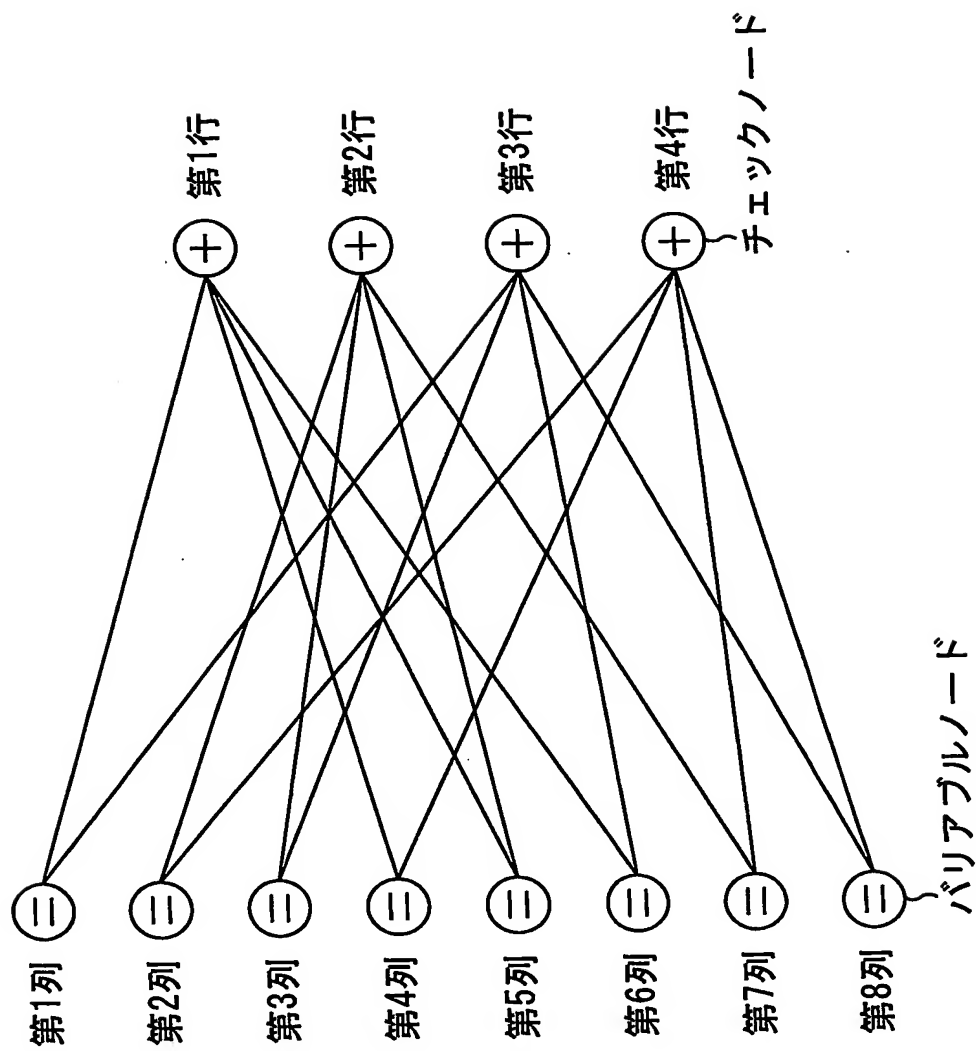 第1行
第2行
第3行
第4行
チェックノード
第1列
第2列
第3列
第4列
第5列
第6列
第7列
第8列
バリアブルノード